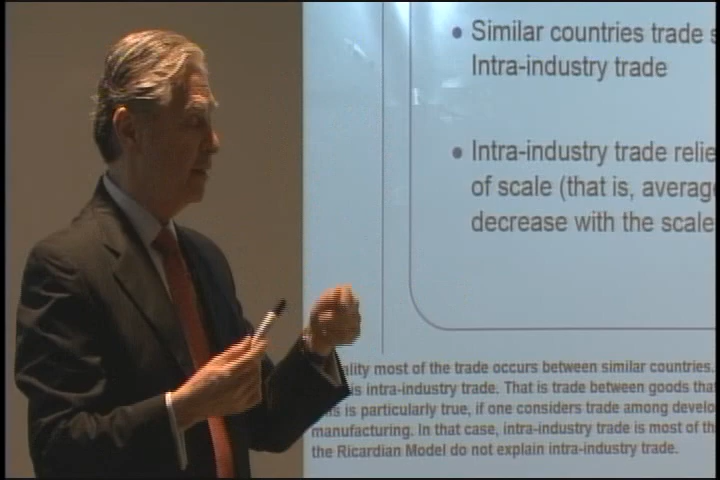 • Similar countries trade s
Intra-industry trade
• Intra-industry trade relie
of scale (that is, average
decrease with the scale
ality most of the trade occurs between similar countries.
is intra-industry trade. That is trade between goods tha
is is particularly true, if one considers trade among develo
manufacturing. In that case, intra-industry trade is most of th
the Ricardian Model do not explain intra-industry trade.